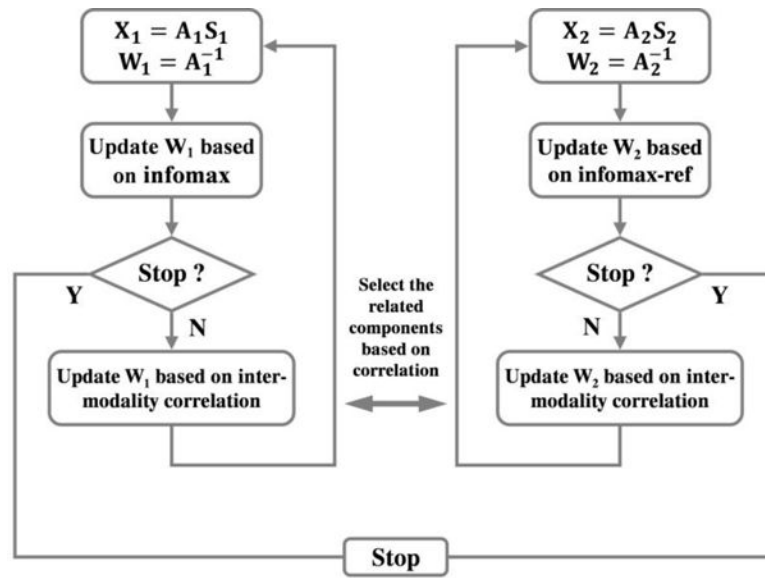 X₁ = A₁S₁
W₁ = A₁⁻¹
Update W₁ based
on infomax
Stop ?
Y
N
Update W₁ based on inter-
modality correlation
Select the
related
components
based on
correlation
X₂ = A₂S₂
W₂ = A₂⁻¹
Update W₂ based
on infomax-ref
Stop ?
Y
N
Update W₂ based on inter-
modality correlation
Stop